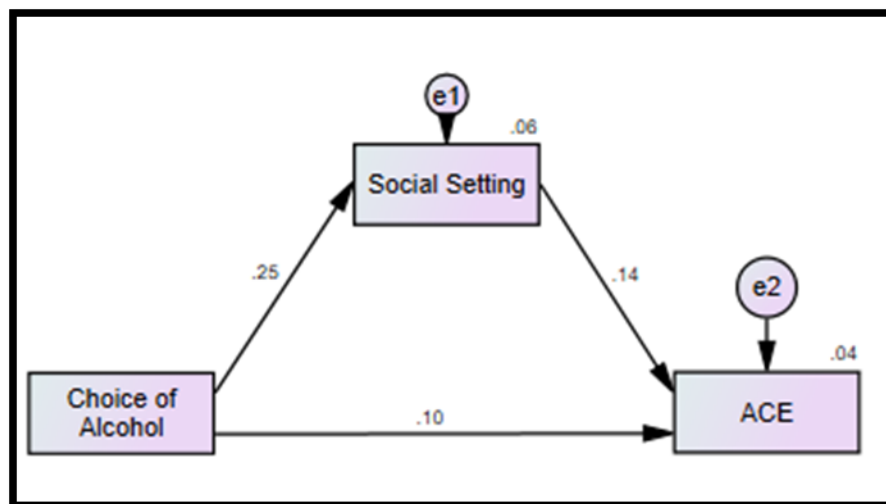 e1
.06
Social Setting
.25
.14
e2
.04
Choice of
Alcohol
.10
ACE